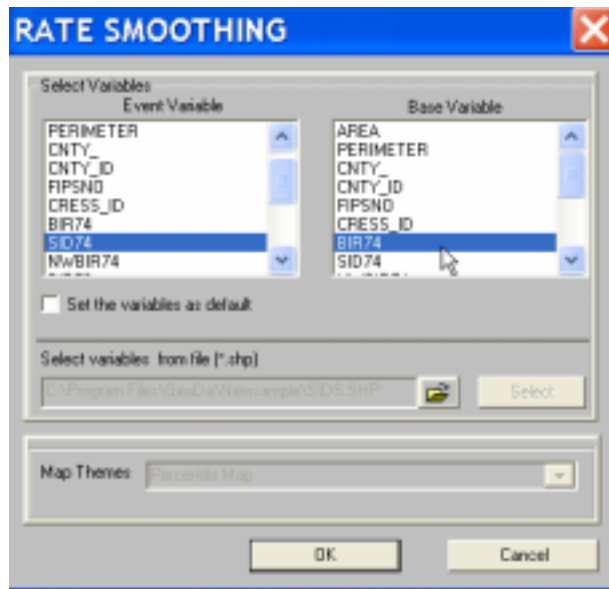 RATE SMOOTHING
Select Variables
Event Variable
PERIMETER
CNTY_
CNTY_ID
FIPSNO
CRESS_ID
BIR74
SID74
NWBIR74
Base Variable
AREA
PERIMETER
CNTY_
CNTY_ID
FIPSNO
CRESS_ID
BIR74
SID74
Set the variables as default
Select variables from file (*.shp)
C:\Program Files\GeoDa\Newsample\SIDS.SHP
Select
Map Themes
Percentile Map
OK
Cancel